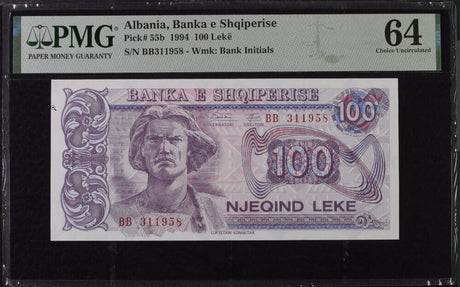 PMG
PAPER MONEY GUARANTY
Albania, Banka e Shqiperise
Pick# 55b 1994 100 Lekë
S/N BB311958 - Wmk: Bank Initials
64
Choice Uncirculated
BANKA E SHQIPERISE
BB 311958
100
100
BB 311958
NJEQIND LEKE
LUFTETARI KOMBETAR